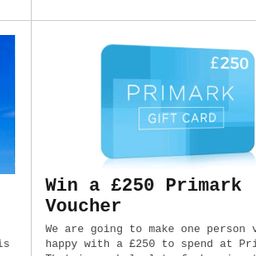 £250
PRIMARK
GIFT CARD
Win a £250 Primark
Voucher
We are going to make one person
happy with a £250 to spend at
is